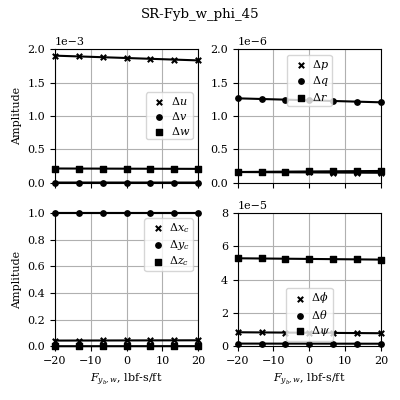 SR-Fyb_w_phi_45
1e−3
2.0
1.5
1.0
0.5
0.0
Amplitude
Δu
Δv
Δw
1e−6
2.0
1.5
1.0
0.5
0.0
Δp
Δq
Δr
1.0
0.8
0.6
0.4
0.2
0.0
Amplitude
Δx_c
Δy_c
Δz_c
−20 −10 0 10 20
F_{y_b, w}, lbf-s/ft
1e−5
8
6
4
2
0
Δϕ
Δθ
Δψ
−20 −10 0 10 20
F_{y_b, w}, lbf-s/ft